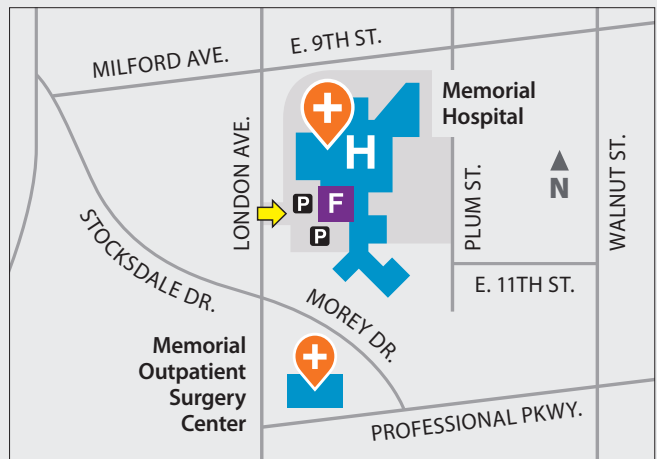 E. 9TH ST.
MILFORD AVE.
Memorial
Hospital
H
LONDON AVE.
N
PLUM ST.
WALNUT ST.
P
F
P
STOCKSDALE DR.
E. 11TH ST.
MOREY DR.
Memorial
Outpatient
Surgery
Center
PROFESSIONAL PKWY.